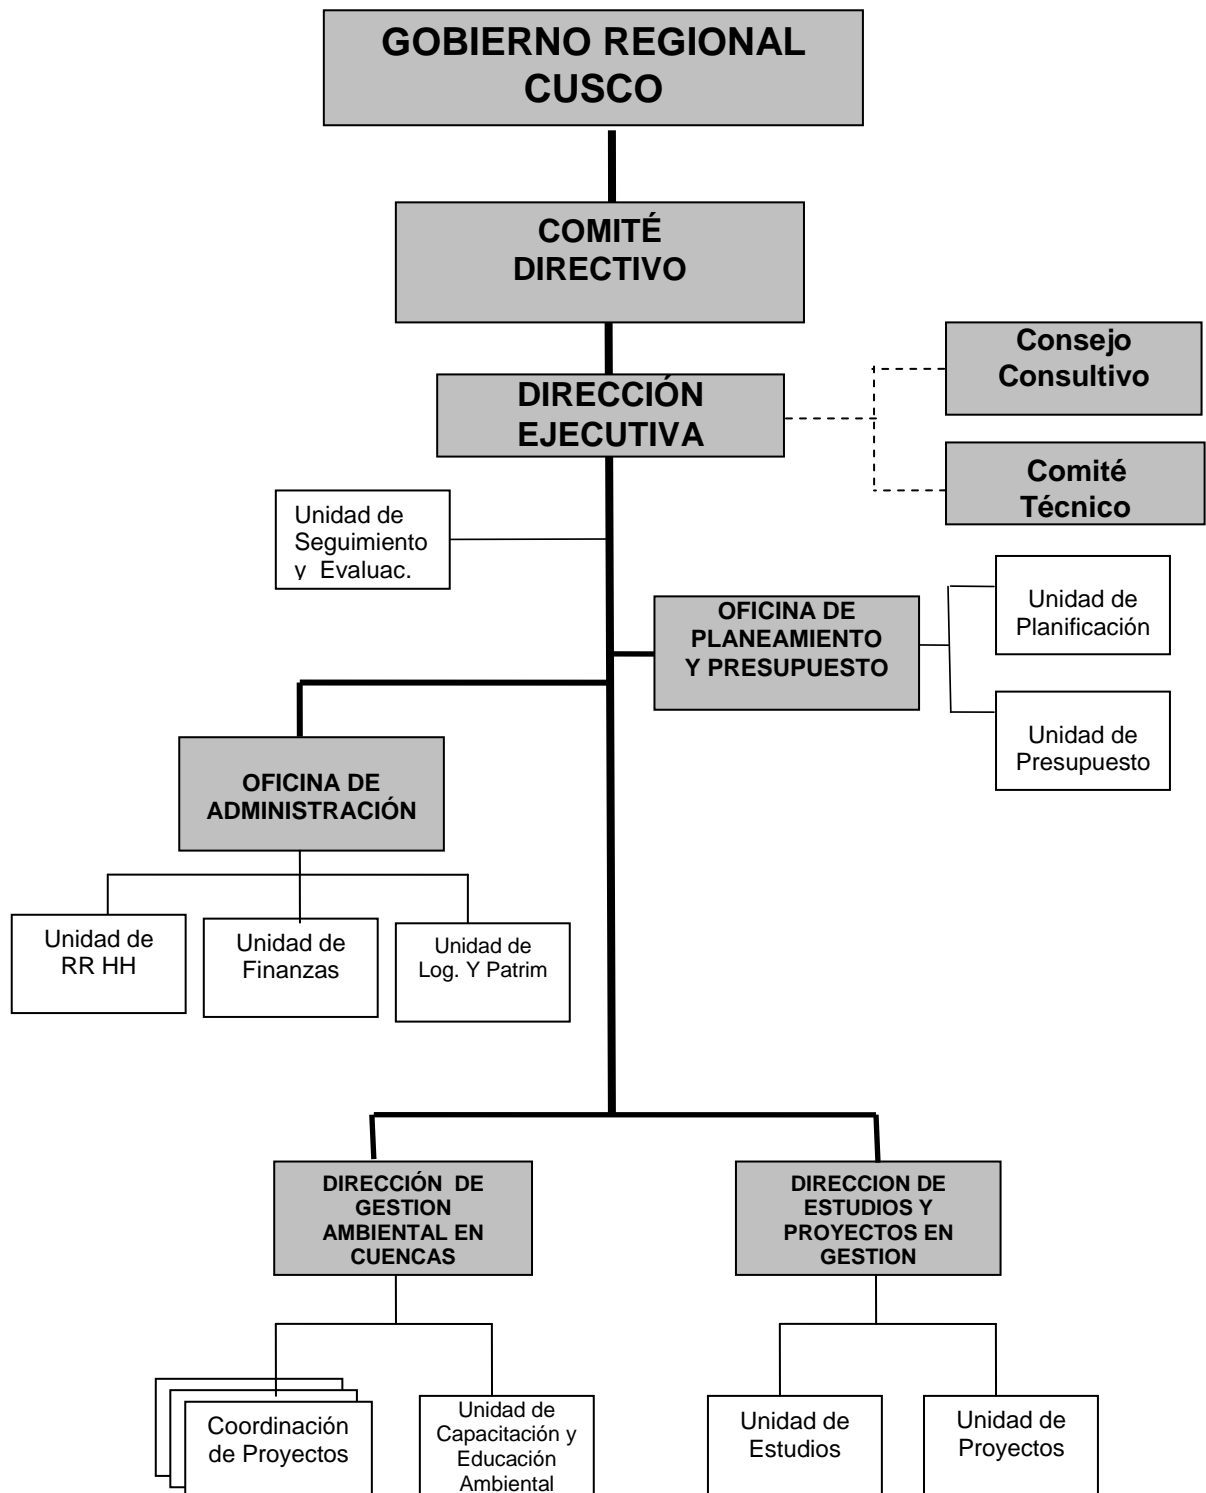 GOBIERNO REGIONAL
CUSCO
COMITÉ
DIRECTIVO
Consejo
Consultivo
DIRECCIÓN
EJECUTIVA
Comité
Técnico
Unidad de
Seguimiento
y Evaluac.
OFICINA DE
PLANEAMIENTO
Y PRESUPUESTO
Unidad de
Planificación
Unidad de
Presupuesto
OFICINA DE
ADMINISTRACIÓN
Unidad de
RR HH
Unidad de
Finanzas
Unidad de
Log. Y Patrim
DIRECCIÓN DE
GESTION
AMBIENTAL EN
CUENCAS
DIRECCION DE
ESTUDIOS Y
PROYECTOS EN
GESTION
Coordinación
de Proyectos
Unidad de
Capacitación y
Educación
Ambiental
Unidad de
Estudios
Unidad de
Proyectos